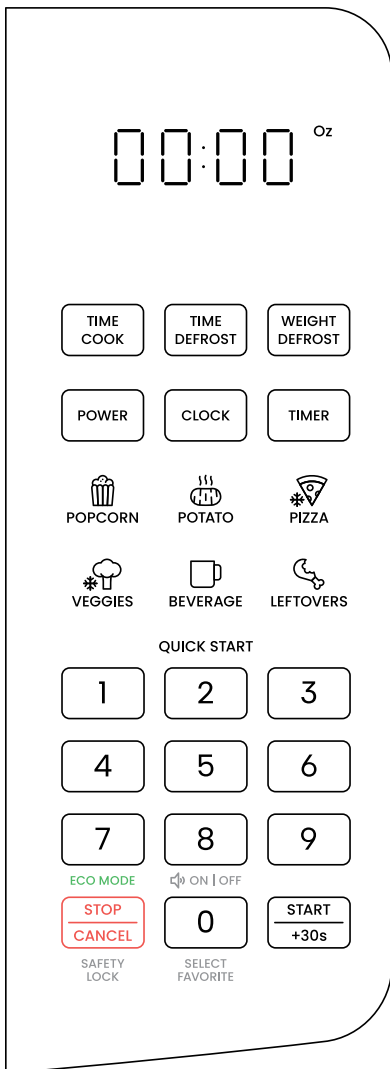 00:00 Oz
TIME COOK
TIME DEFROST
WEIGHT DEFROST
POWER
CLOCK
TIMER
POPCORN
POTATO
PIZZA
VEGGIES
BEVERAGE
LEFTOVERS
QUICK START
1
2
3
4
5
6
7
8
9
ECO MODE
ON | OFF
STOP
CANCEL
0
START
+30s
SAFETY LOCK
SELECT FAVORITE